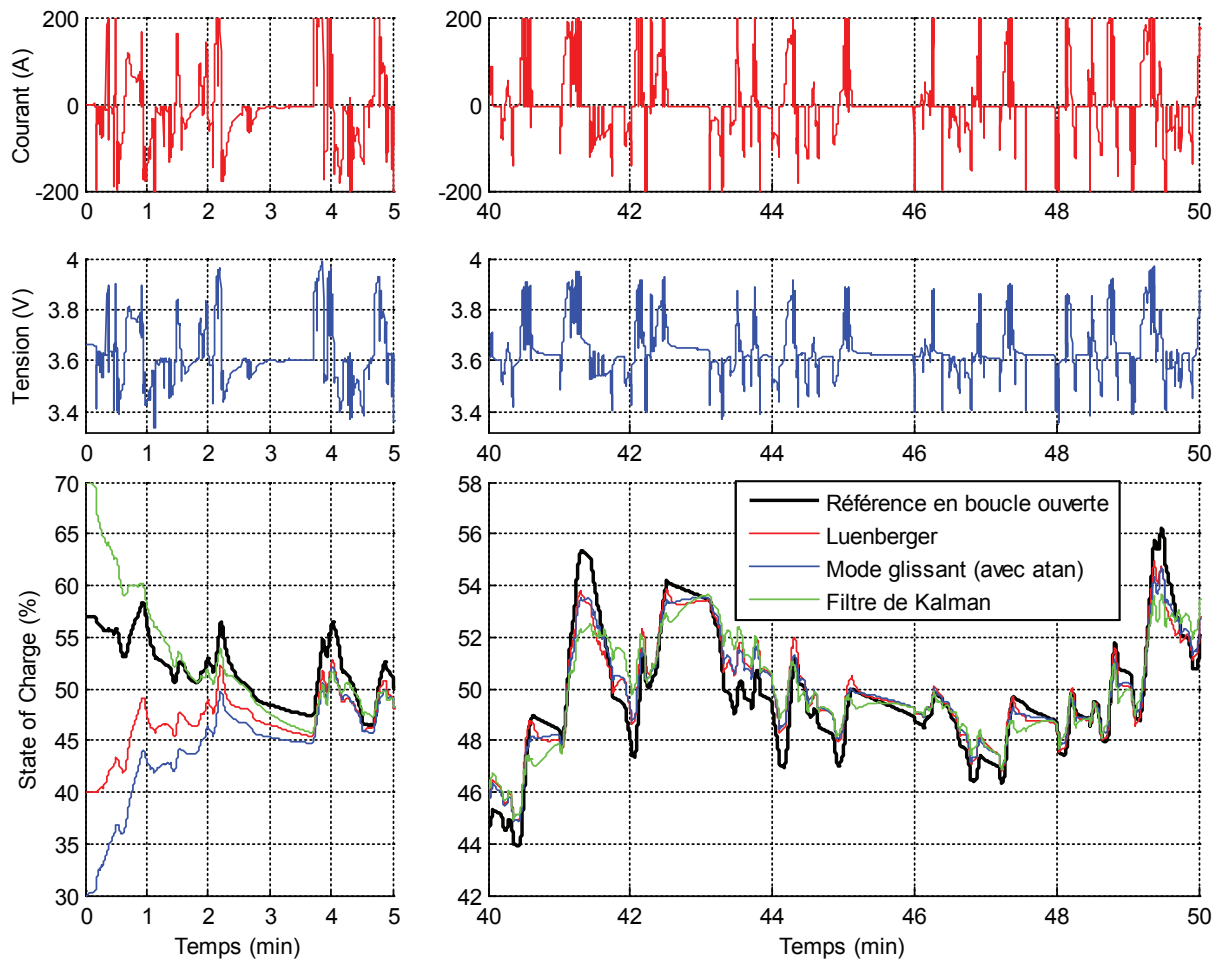 200
0
-200
Courant (A)
0 1 2 3 4 5
200
0
-200
40 42 44 46 48 50
4
3.8
3.6
3.4
Tension (V)
0 1 2 3 4 5
4
3.8
3.6
3.4
40 42 44 46 48 50
70
65
60
55
50
45
40
35
30
State of Charge (%)
0 1 2 3 4 5
Temps (min)
58
56
54
52
50
48
46
44
42
40 42 44 46 48 50
Temps (min)
Référence en boucle ouverte
Luenberger
Mode glissant (avec atan)
Filtre de Kalman